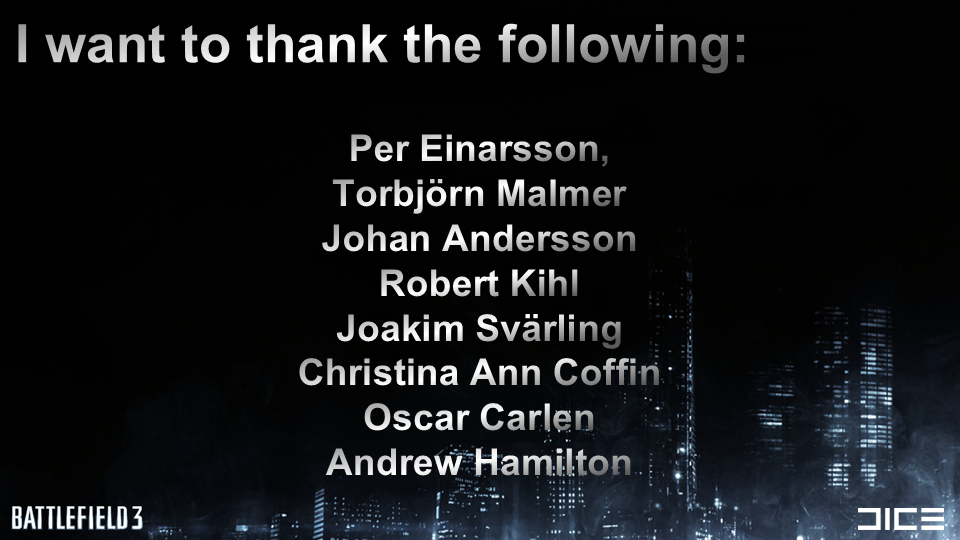 I want to thank the following:
Per Einarsson,
Torbjörn Malmer
Johan Andersson
Robert Kihl
Joakim Svärling
Christina Ann Coffin
Oscar Carlen
Andrew Hamilton
BATTLEFIELD 3
DICE